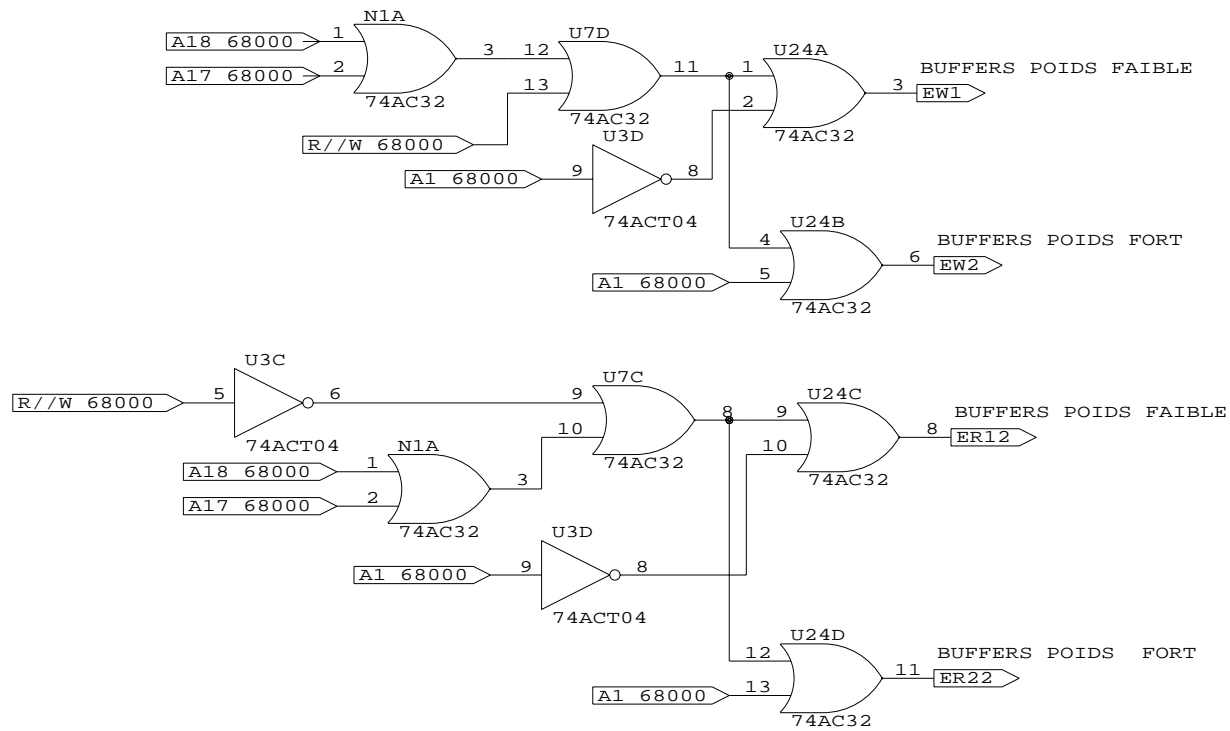 N1A
A18 68000
1
A17 68000
2
3
74AC32
U7D
12
13
11
74AC32
R//W 68000
U3D
A1 68000
9
8
74ACT04
U24A
1
2
3
74AC32
BUFFERS POIDS FAIBLE
EW1
U24B
4
A1 68000
5
6
74AC32
BUFFERS POIDS FORT
EW2
U3C
R//W 68000
5
6
74ACT04
N1A
A18 68000
1
A17 68000
2
3
74AC32
U7C
9
10
8
74AC32
U3D
A1 68000
9
8
74ACT04
U24C
9
10
8
74AC32
BUFFERS POIDS FAIBLE
ER12
U24D
12
A1 68000
13
11
74AC32
BUFFERS POIDS FORT
ER22